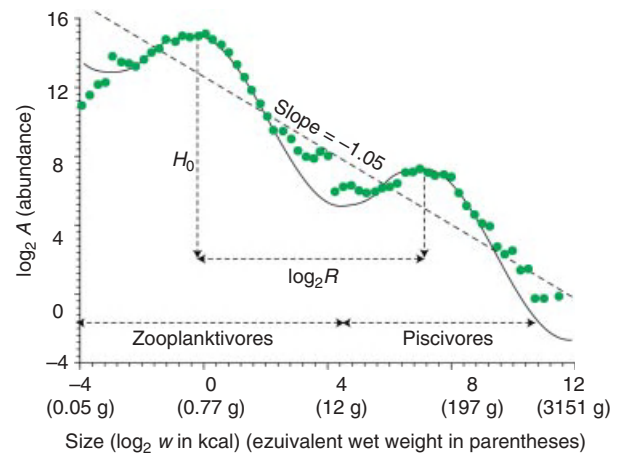 16
12
8
4
0
−4
log₂ A (abundance)
Slope = −1.05
H₀
log₂R
Zooplanktivores
Piscivores
−4 0 4 8 12
(0.05 g) (0.77 g) (12 g) (197 g) (3151 g)
Size (log₂ w in kcal) (ezuivalent wet weight in parentheses)